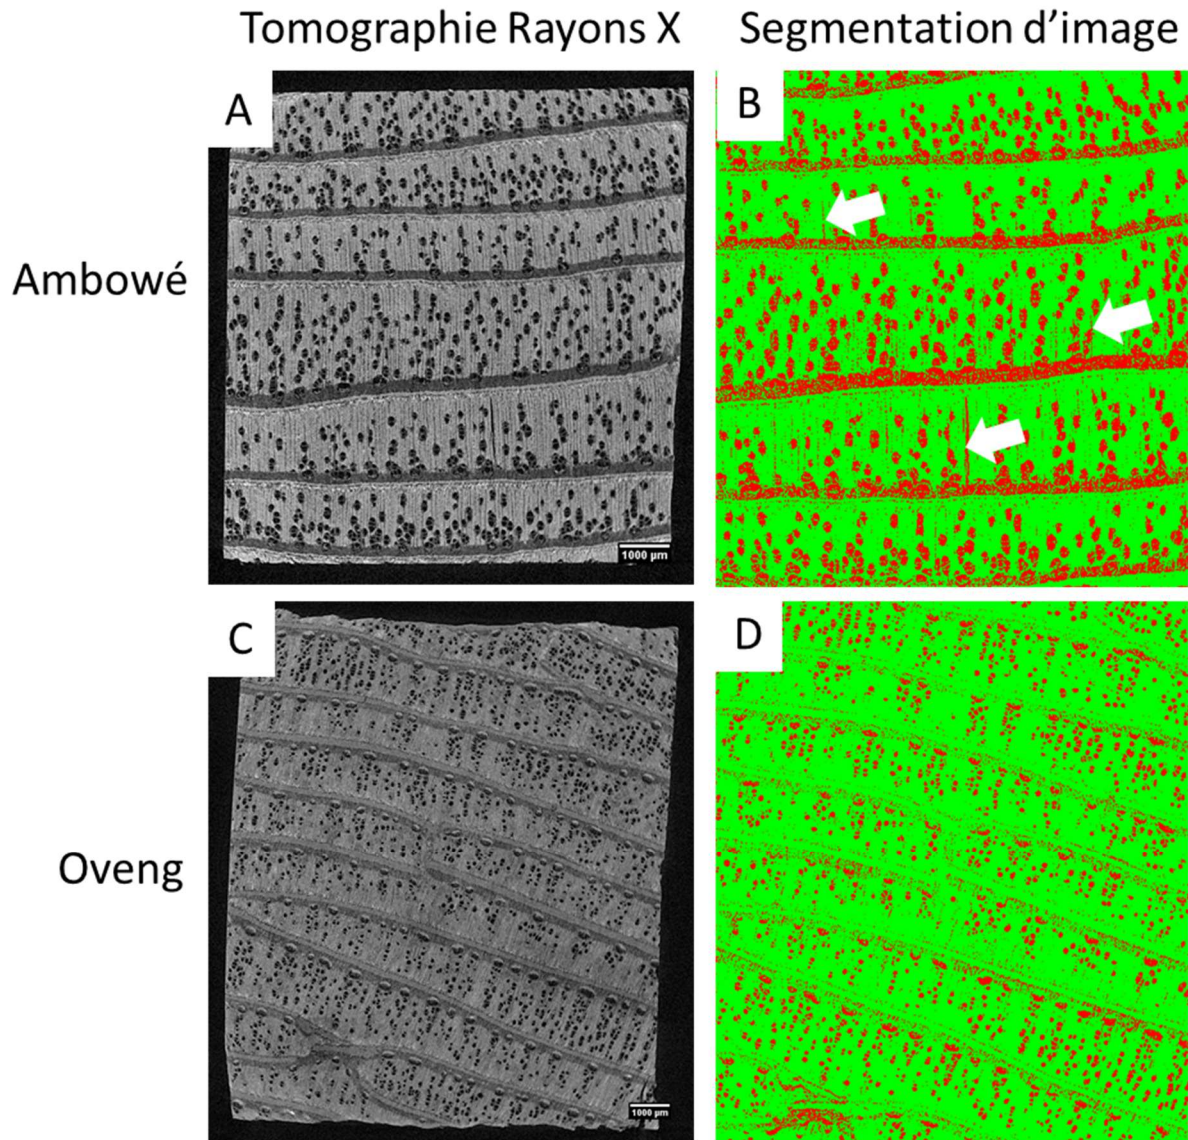 Tomographie Rayons X
Segmentation d'image
A
B
Ambowé
1000 µm
C
D
Oveng
1000 µm